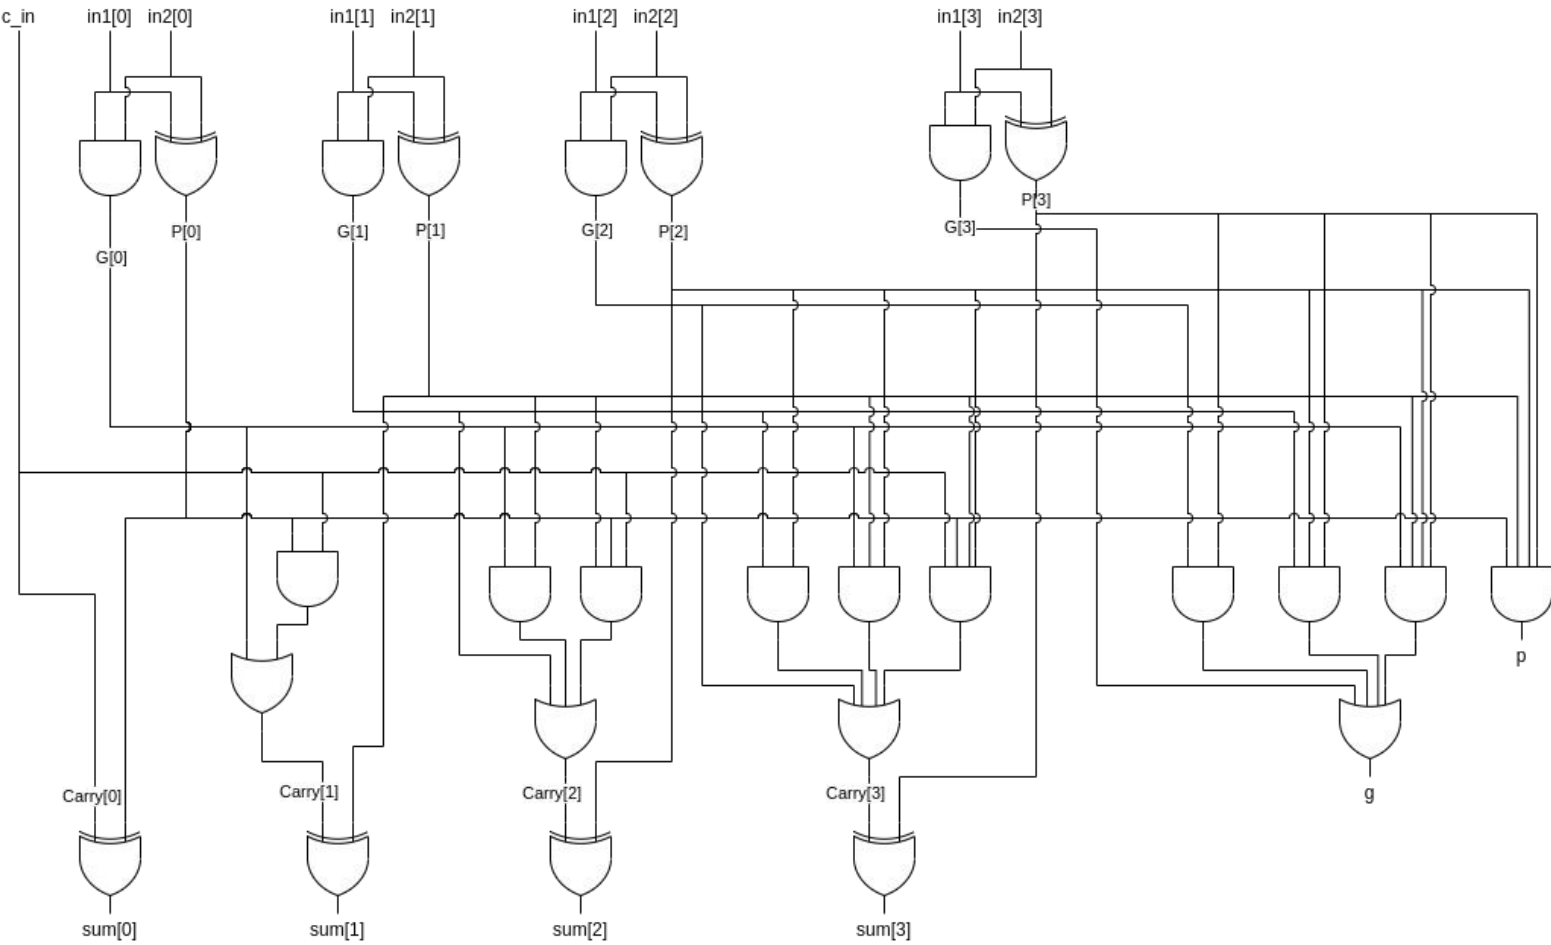 c_in in1[0] in2[0] in1[1] in2[1] in1[2] in2[2] in1[3] in2[3]
P[3]
G[3]
P[0] G[1] P[1] G[2] P[2]
G[0]
p
Carry[0] Carry[1] Carry[2] Carry[3] g
sum[0] sum[1] sum[2] sum[3]